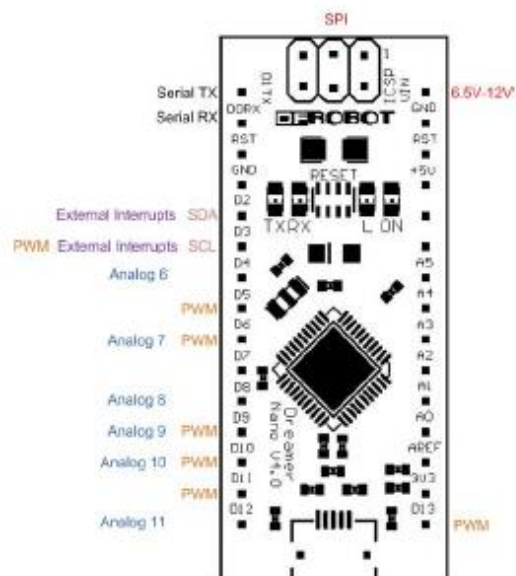 SPI
1
D1TX
ICSP
VIN
Serial TX
6.5V-12V
D0RX
GND
Serial RX
DFROBOT
RST
RST
GND
RESET
+5V
D2
External Interrupts SDA
TXRX
L ON
D3
PWM External Interrupts SCL
D4
A5
Analog 6
D5
A4
PWM
D6
A3
Analog 7 PWM
D7
A2
D8
A1
Analog 8
D9
A0
Analog 9 PWM
Dreamer
Nano V4.0
D10
AREF
Analog 10 PWM
D11
3V3
PWM
D12
D13
Analog 11
PWM